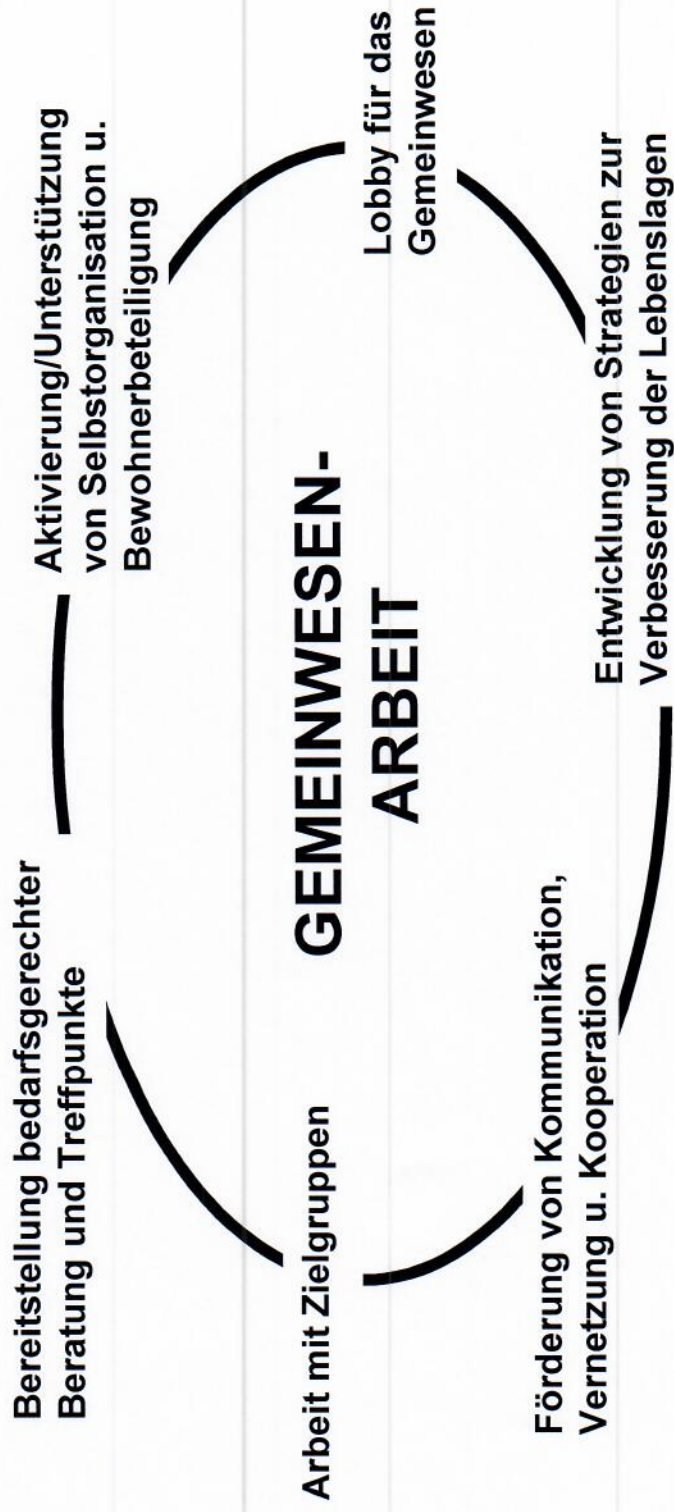 Bereitstellung bedarfsgerechter
Beratung und Treffpunkte
Aktivierung/Unterstützung
von Selbstorganisation u.
Bewohnerbeteiligung
Arbeit mit Zielgruppen
GEMEINWESEN-
ARBEIT
Lobby für das
Gemeinwesen
Förderung von Kommunikation,
Vernetzung u. Kooperation
Entwicklung von Strategien zur
Verbesserung der Lebenslagen